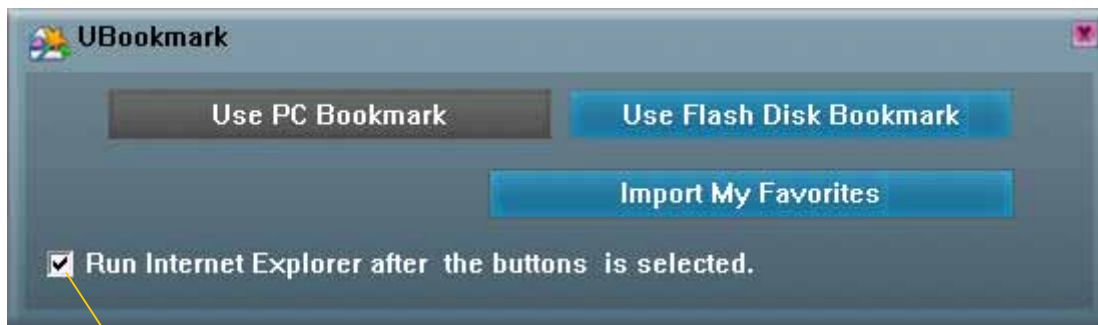 UBookmark
Use PC Bookmark
Use Flash Disk Bookmark
Import My Favorites
Run Internet Explorer after the buttons is selected.